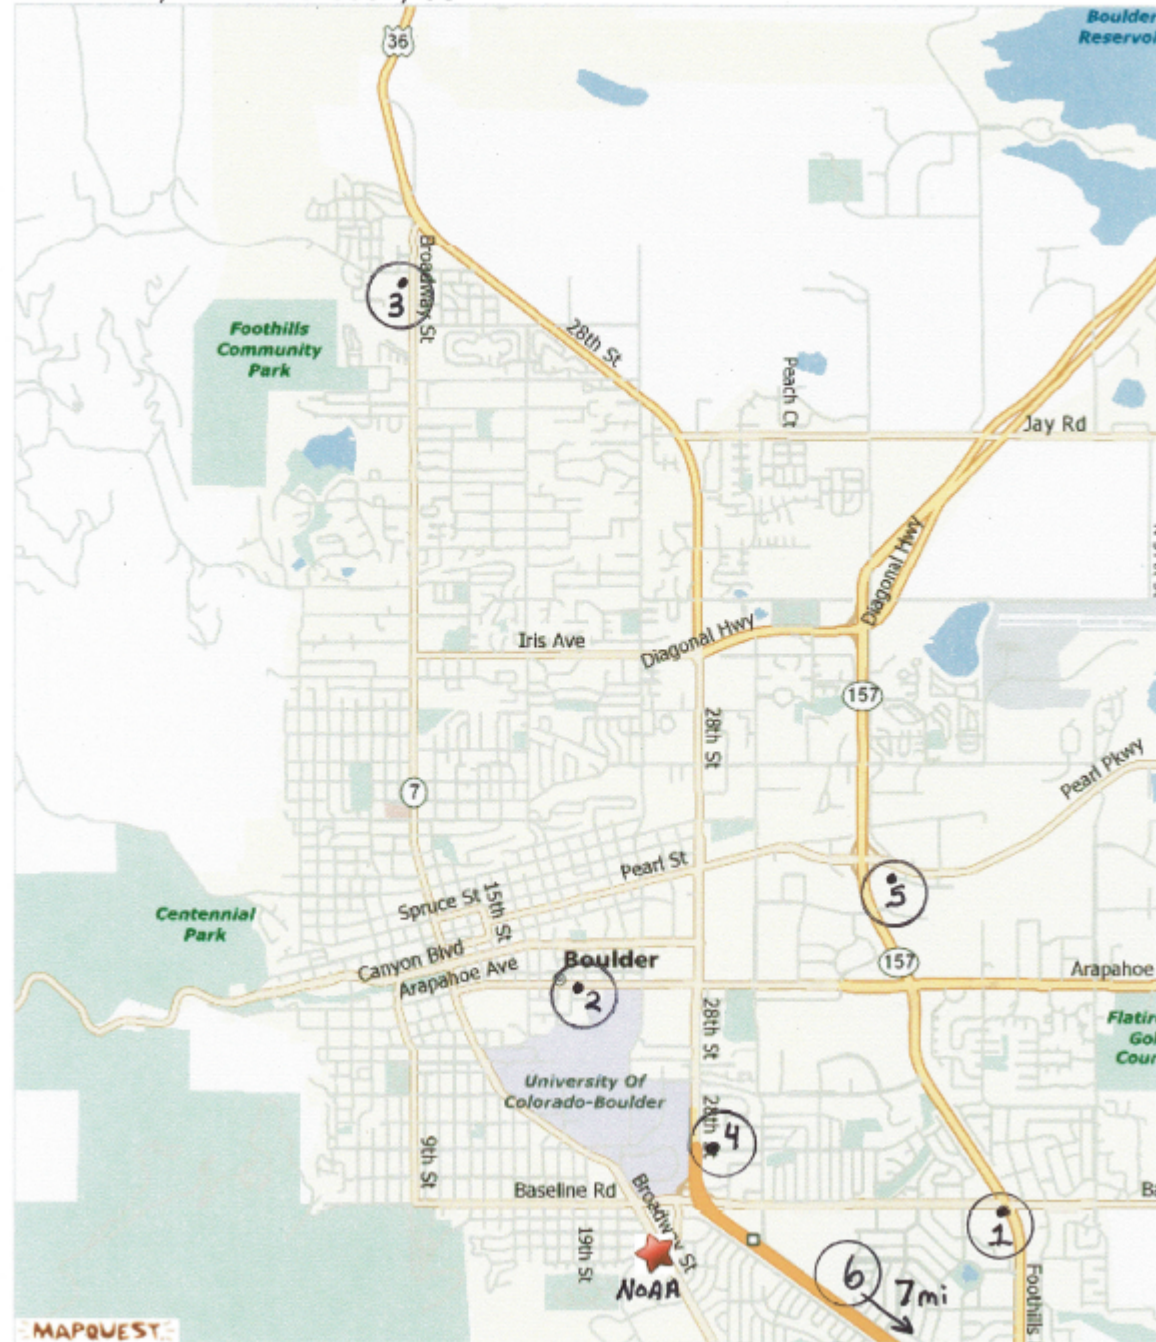 36
Boulder
Reservoi
Broadway St
3
Foothills
Community
Park
28th St
Peach Ct
Jay Rd
Diagonal Hwy
Iris Ave
Diagonal Hwy
157
28th St
7
Pearl Pkwy
Pearl St
5
Spruce St
15th St
Centennial
Park
Canyon Blvd
Boulder
157
Arapahoe Ave
Arapahoe
2
28th St
Flatiro
Gol
Cour
University Of
Colorado-Boulder
28th
4
9th St
Baseline Rd
Ba
Broadway St
1
19th St
NOAA
6
7mi
Foothills
MAPQUEST